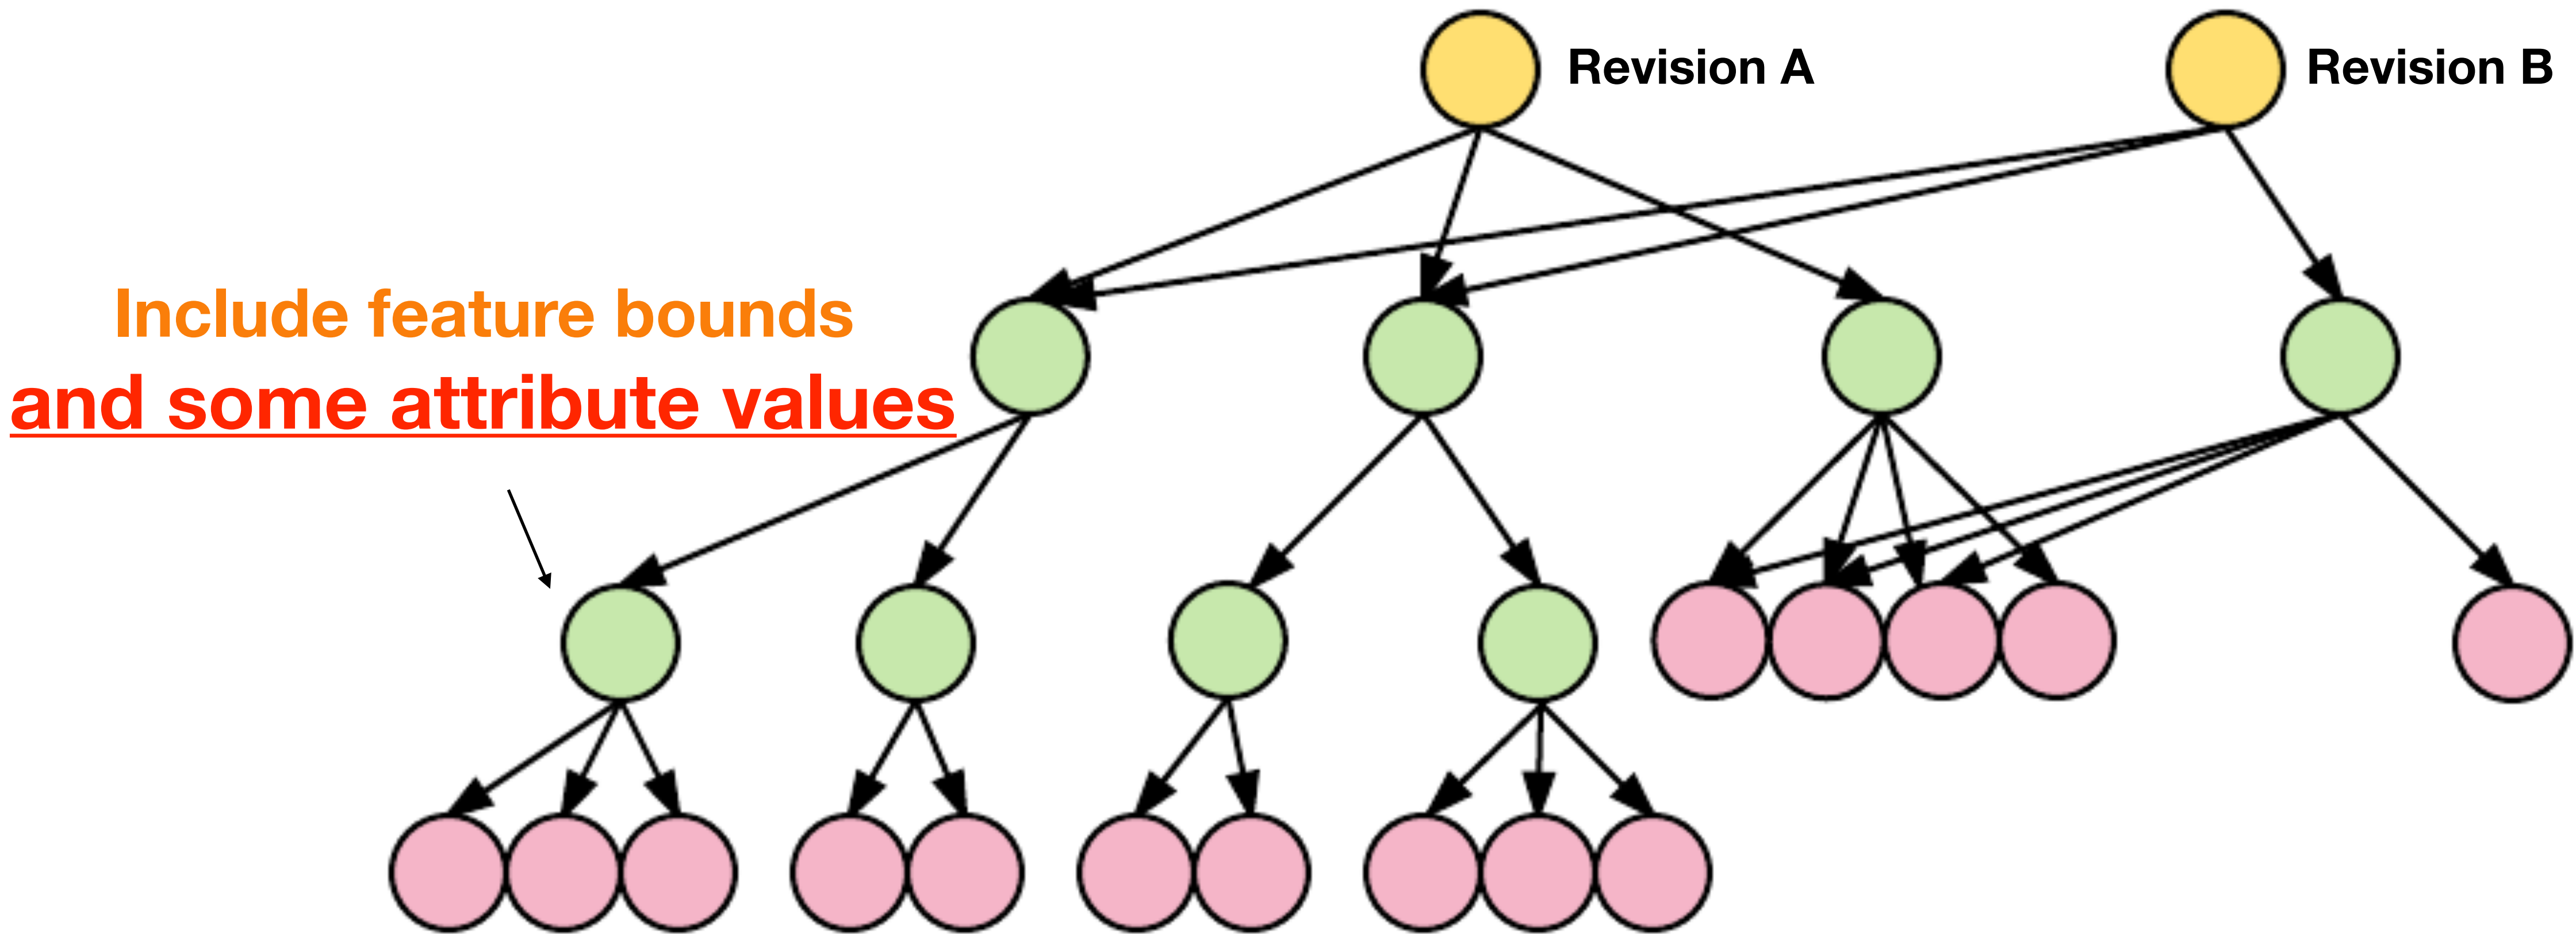 Revision A
Revision B
Include feature bounds
and some attribute values